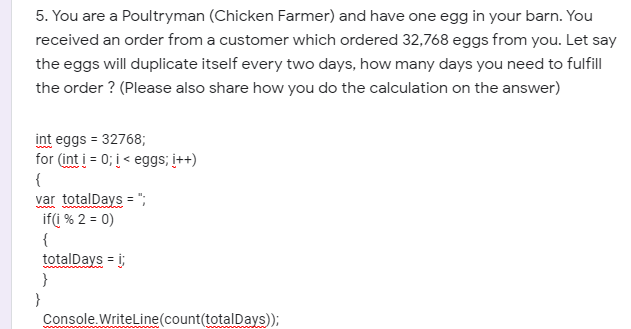 5. You are a Poultryman (Chicken Farmer) and have one egg in your barn. You
received an order from a customer which ordered 32,768 eggs from you. Let say
the eggs will duplicate itself every two days, how many days you need to fulfill
the order ? (Please also share how you do the calculation on the answer)
int eggs = 32768;
for (int i = 0; i < eggs; i++)
{
var totalDays = ";
if(i % 2 = 0)
{
totalDays = i;
}
}
Console.WriteLine(count(totalDays));